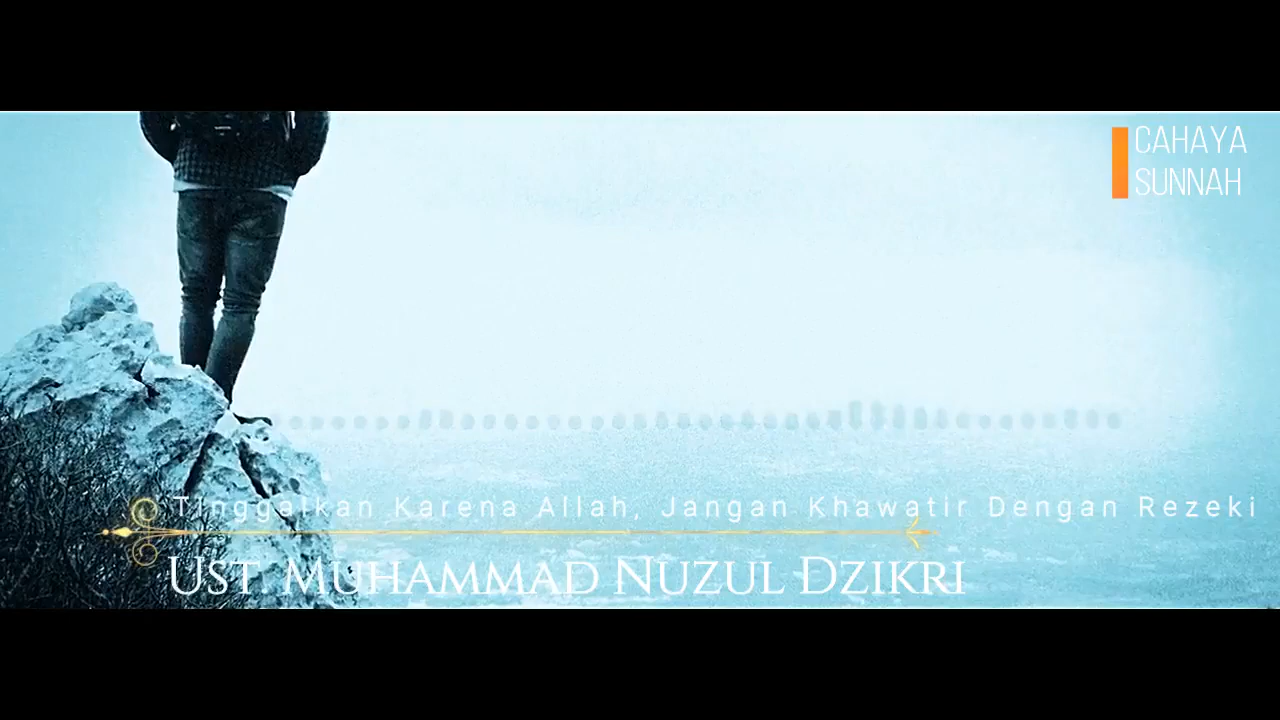 CAHAYA
SUNNAH
Tinggalkan Karena Allah, Jangan Khawatir Dengan Rezeki
Ust. Muhammad Nuzul Dzikri